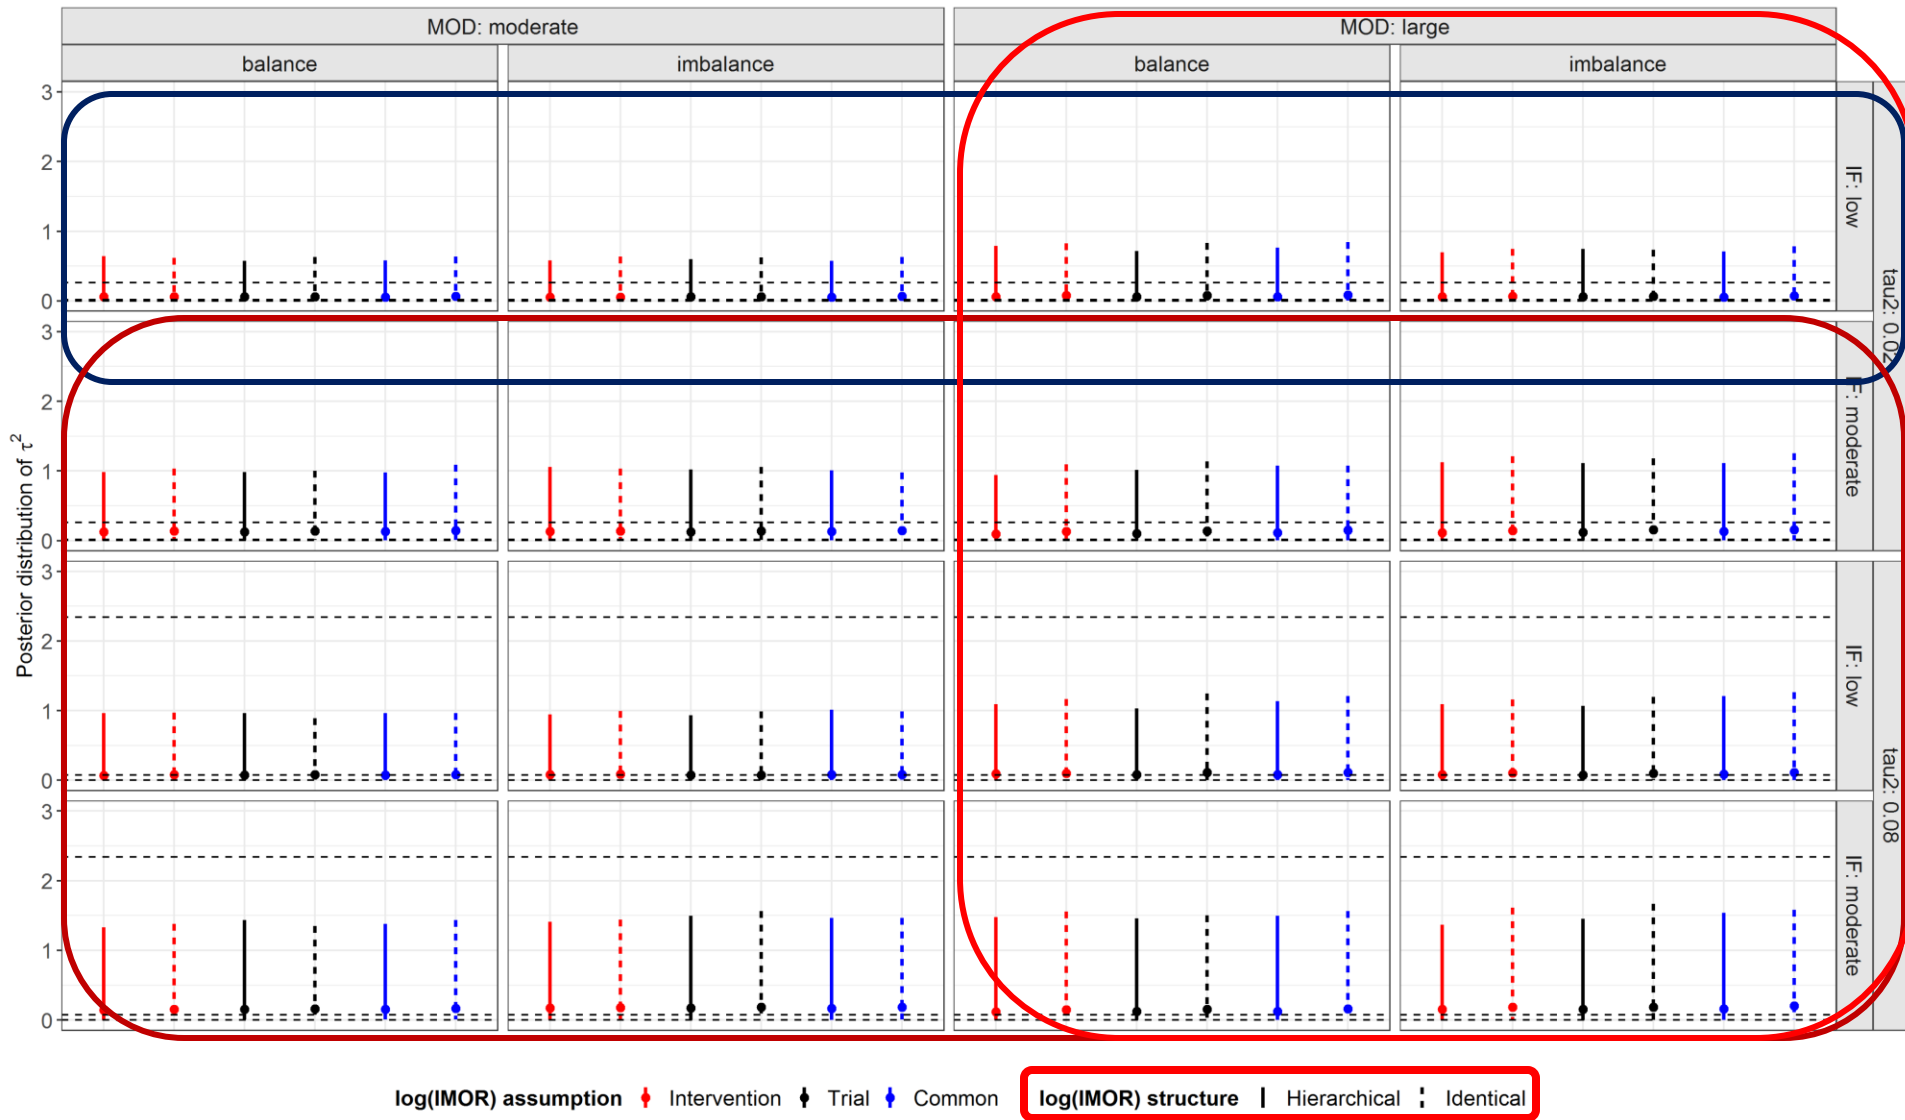 MOD: moderate
MOD: large
balance
imbalance
balance
imbalance
3
2
1
0
IF: low
tau2: 0.02
3
2
1
0
IF: moderate
Posterior distribution of τ²
3
2
1
0
IF: low
tau2: 0.08
3
2
1
0
IF: moderate
log(IMOR) assumption Intervention Trial Common log(IMOR) structure Hierarchical Identical